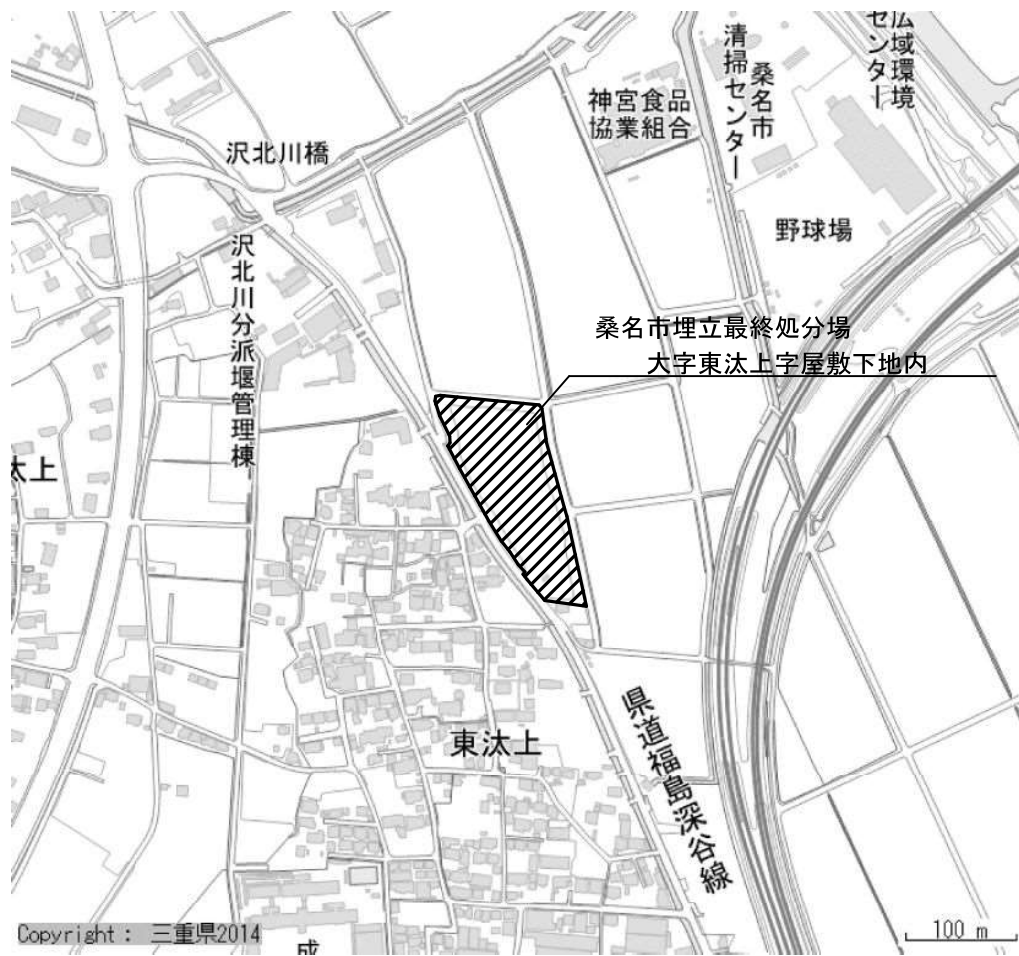 広域環境
センター
清掃センター
桑名市
神宮食品
協業組合
沢北川橋
野球場
沢北川分派堰管理棟
桑名市埋立最終処分場
大字東汰上字屋敷下地内
汰上
東汰上
県道福島深谷線
成
Copyright : 三重県2014
100 m